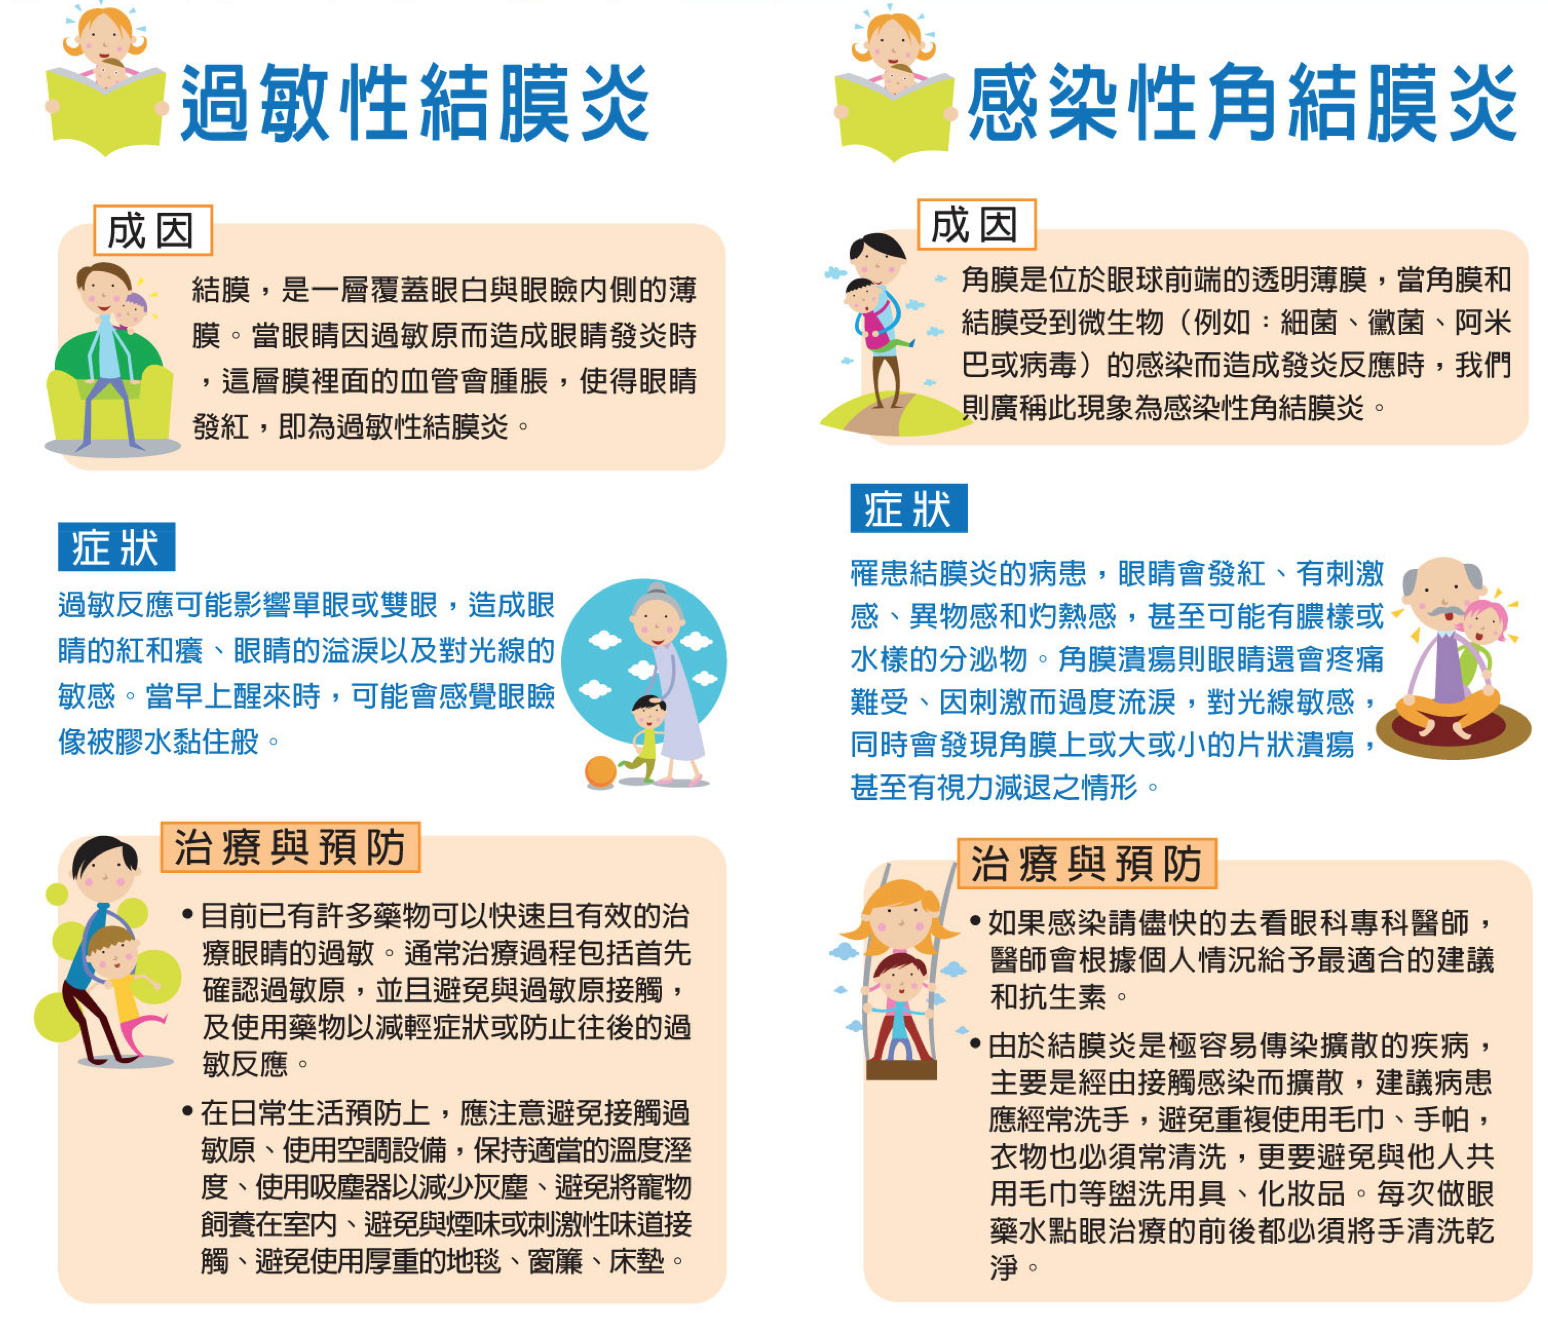 過敏性結膜炎
成因
結膜，是一層覆蓋眼白與眼瞼內側的薄
膜。當眼睛因過敏原而造成眼睛發炎時
，這層膜裡面的血管會腫脹，使得眼睛
發紅，即為過敏性結膜炎。
症狀
過敏反應可能影響單眼或雙眼，造成眼
睛的紅和癢、眼睛的溢淚以及對光線的
敏感。當早上醒來時，可能會感覺眼瞼
像被膠水黏住般。
治療與預防
•目前已有許多藥物可以快速且有效的治
療眼睛的過敏。通常治療過程包括首先
確認過敏原，並且避免與過敏原接觸，
及使用藥物以減輕症狀或防止往後的過
敏反應。
•在日常生活預防上，應注意避免接觸過
敏原、使用空調設備，保持適當的溫度溼
度、使用吸塵器以減少灰塵、避免將寵物
飼養在室內、避免與煙味或刺激性味道接
觸、避免使用厚重的地毯、窗簾、床墊。
感染性角結膜炎
成因
角膜是位於眼球前端的透明薄膜，當角膜和
結膜受到微生物（例如：細菌、黴菌、阿米
巴或病毒）的感染而造成發炎反應時，我們
則廣稱此現象為感染性角結膜炎。
症狀
罹患結膜炎的病患，眼睛會發紅、有刺激
感、異物感和灼熱感，甚至可能有膿樣或
水樣的分泌物。角膜潰瘍則眼睛還會疼痛
難受、因刺激而過度流淚，對光線敏感，
同時會發現角膜上或大或小的片狀潰瘍，
甚至有視力減退之情形。
治療與預防
•如果感染請儘快的去看眼科專科醫師，
醫師會根據個人情況給予最適合的建議
和抗生素。
•由於結膜炎是極容易傳染擴散的疾病，
主要是經由接觸感染而擴散，建議病患
應經常洗手，避免重複使用毛巾、手帕，
衣物也必須常清洗，更要避免與他人共
用毛巾等盥洗用具、化妝品。每次做眼
藥水點眼治療的前後都必須將手清洗乾
淨。